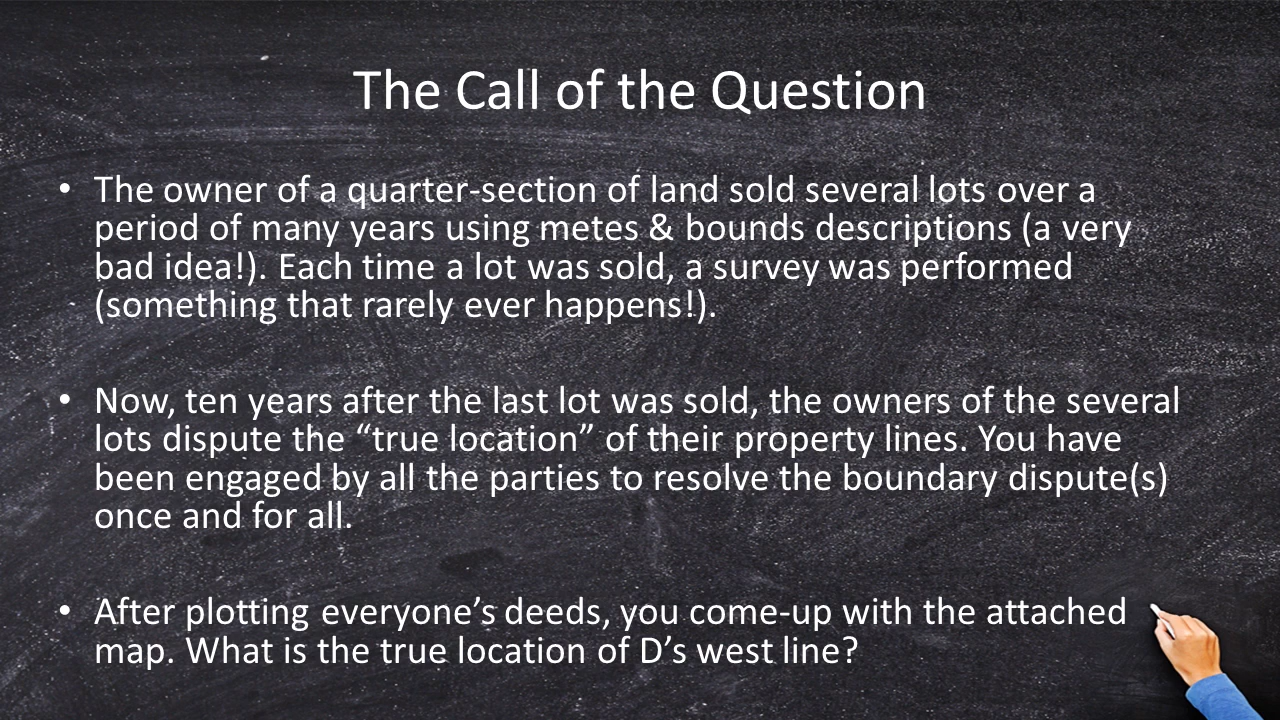 The Call of the Question
• The owner of a quarter-section of land sold several lots over a
period of many years using metes & bounds descriptions (a very
bad idea!). Each time a lot was sold, a survey was performed
(something that rarely ever happens!).
• Now, ten years after the last lot was sold, the owners of the several
lots dispute the “true location” of their property lines. You have
been engaged by all the parties to resolve the boundary dispute(s)
once and for all.
• After plotting everyone’s deeds, you come-up with the attached
map. What is the true location of D’s west line?